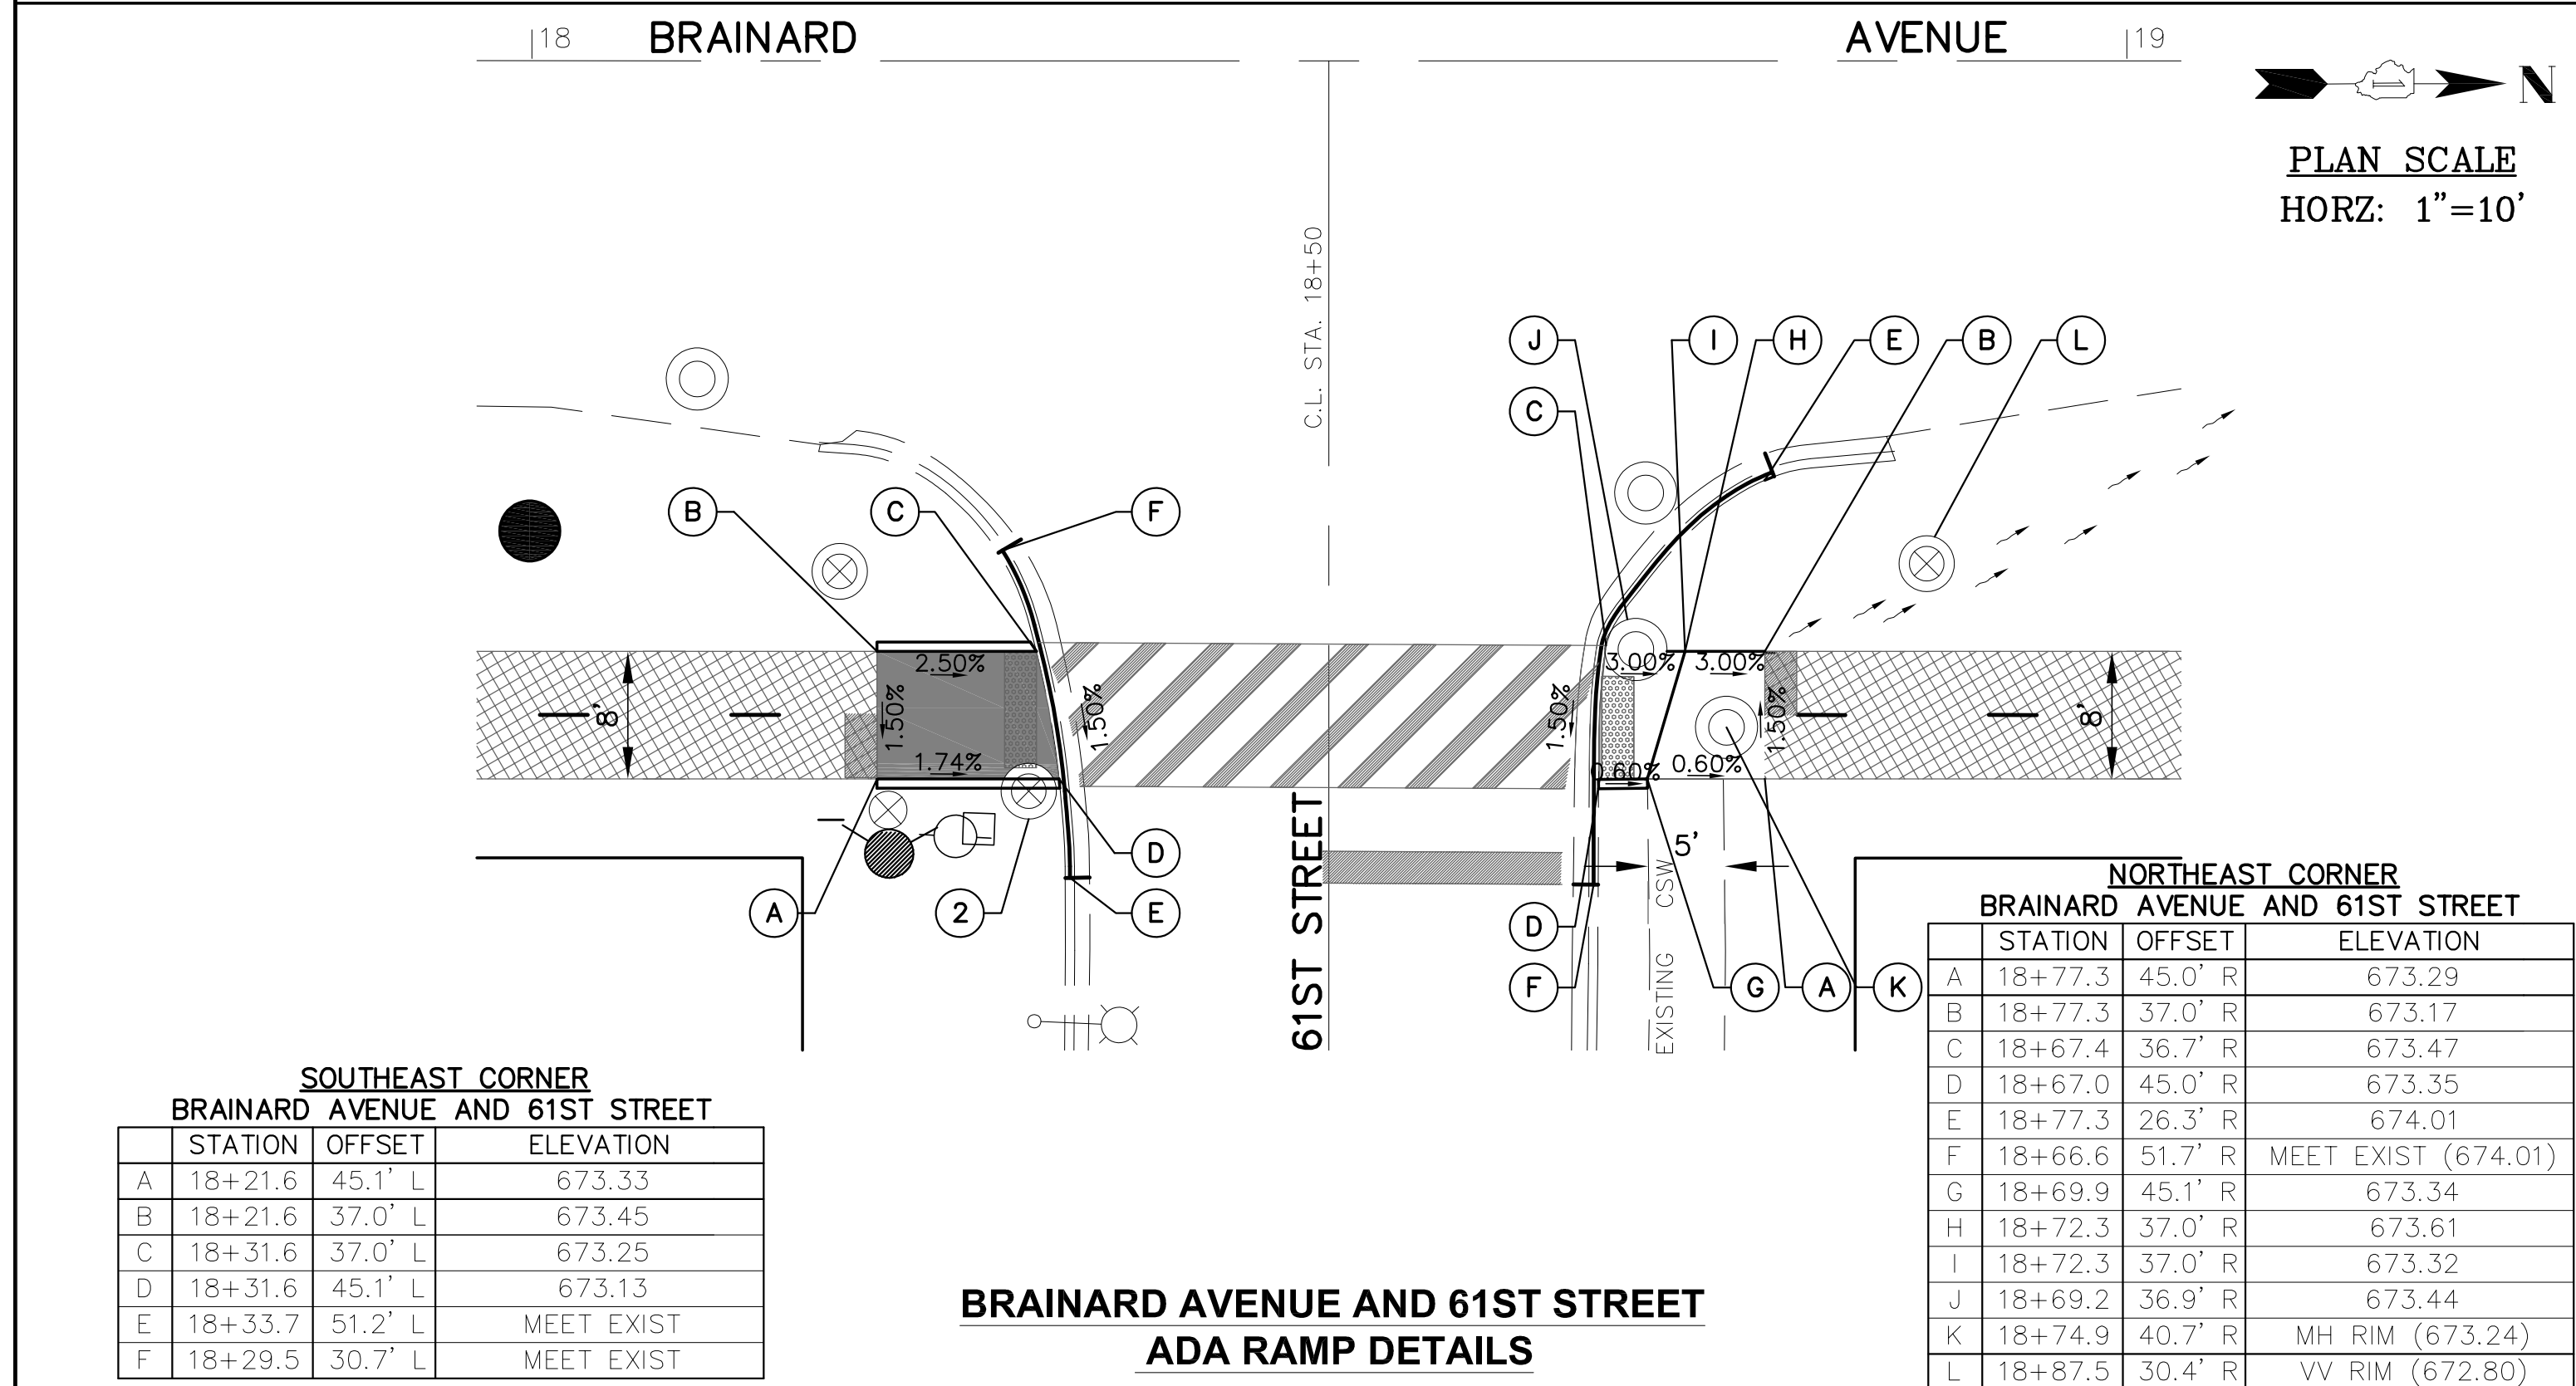 |18 BRAINARD AVENUE |19
N
PLAN SCALE
HORZ: 1"=10'
C.L. STA. 18+50
J I H E B L
C
B C F
2.50%
1.50%
1.74%
1.50%
8'
1.50%
3.00% 3.00%
1.50%
0.60% 0.60%
8'
5'
EXISTING CSW
61ST STREET
D
A 2 E
D
F G A K
SOUTHEAST CORNER
BRAINARD AVENUE AND 61ST STREET
STATION OFFSET ELEVATION
A 18+21.6 45.1' L 673.33
B 18+21.6 37.0' L 673.45
C 18+31.6 37.0' L 673.25
D 18+31.6 45.1' L 673.13
E 18+33.7 51.2' L MEET EXIST
F 18+29.5 30.7' L MEET EXIST
NORTHEAST CORNER
BRAINARD AVENUE AND 61ST STREET
STATION OFFSET ELEVATION
A 18+77.3 45.0' R 673.29
B 18+77.3 37.0' R 673.17
C 18+67.4 36.7' R 673.47
D 18+67.0 45.0' R 673.35
E 18+77.3 26.3' R 674.01
F 18+66.6 51.7' R MEET EXIST (674.01)
G 18+69.9 45.1' R 673.34
H 18+72.3 37.0' R 673.61
I 18+72.3 37.0' R 673.32
J 18+69.2 36.9' R 673.44
K 18+74.9 40.7' R MH RIM (673.24)
L 18+87.5 30.4' R VV RIM (672.80)
BRAINARD AVENUE AND 61ST STREET
ADA RAMP DETAILS